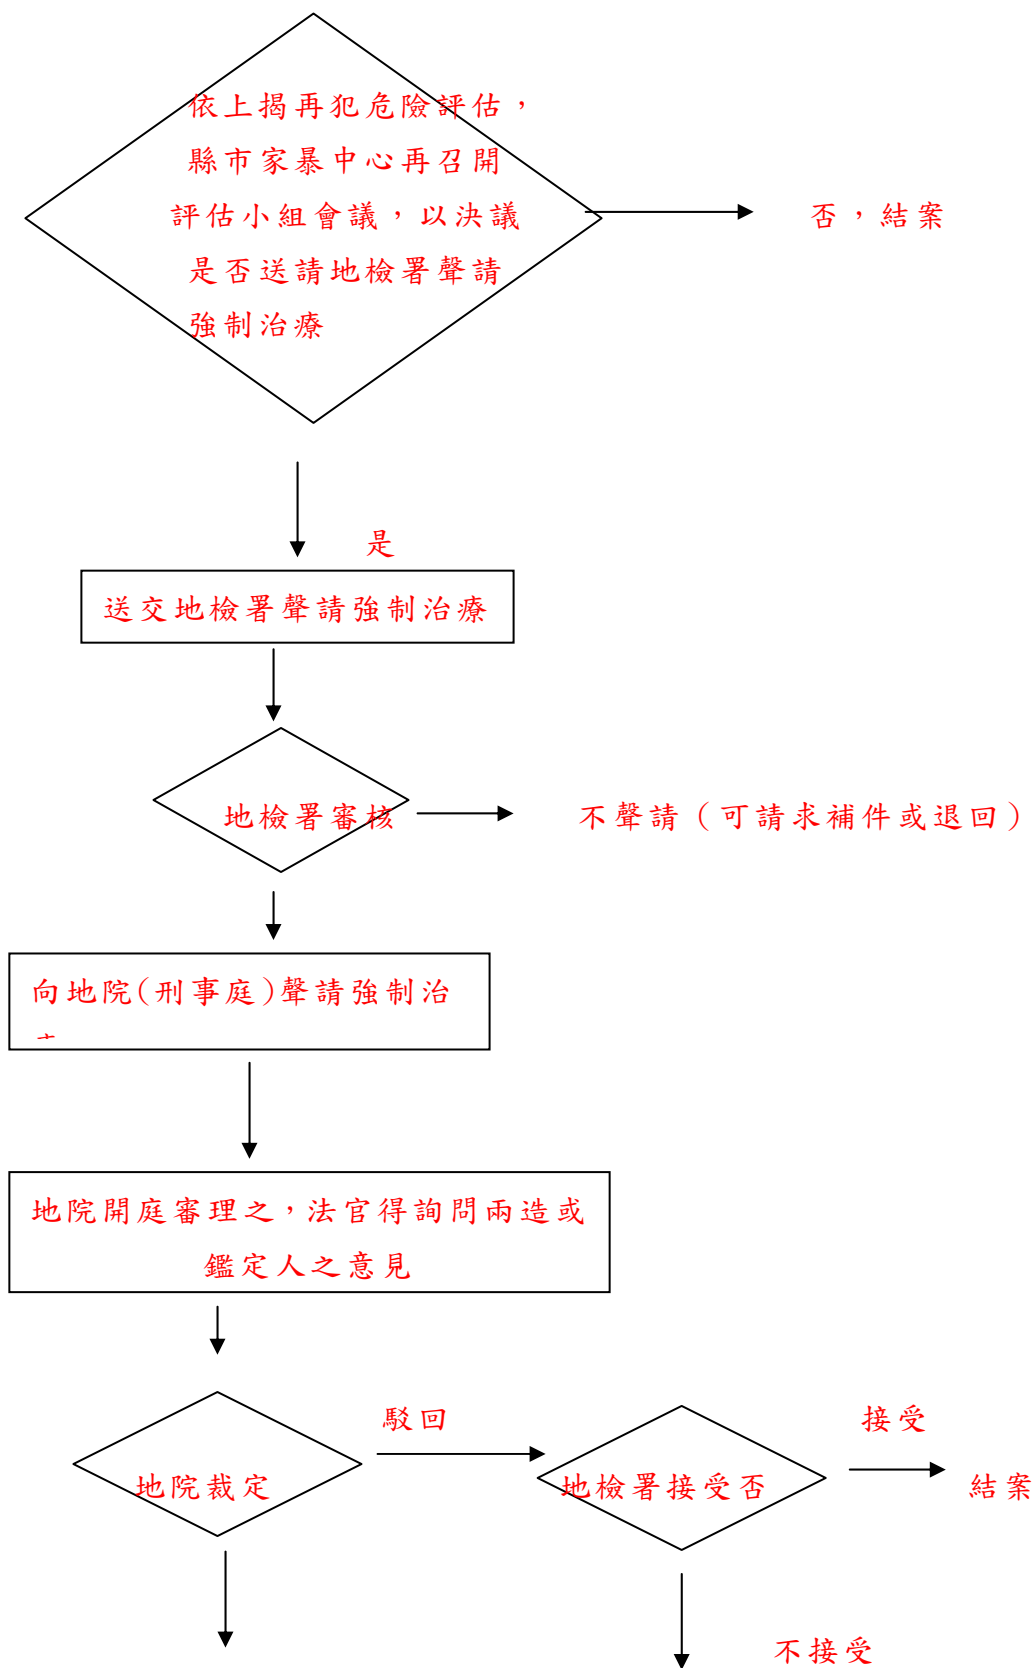 依上揭再犯危險評估，
縣市家暴中心再召開
評估小組會議，以決議
是否送請地檢署聲請
強制治療
否，結案
是
送交地檢署聲請強制治療
地檢署審核
不聲請（可請求補件或退回）
向地院(刑事庭)聲請強制治
地院開庭審理之，法官得詢問兩造或
鑑定人之意見
駁回
接受
地院裁定
地檢署接受否
結案
不接受